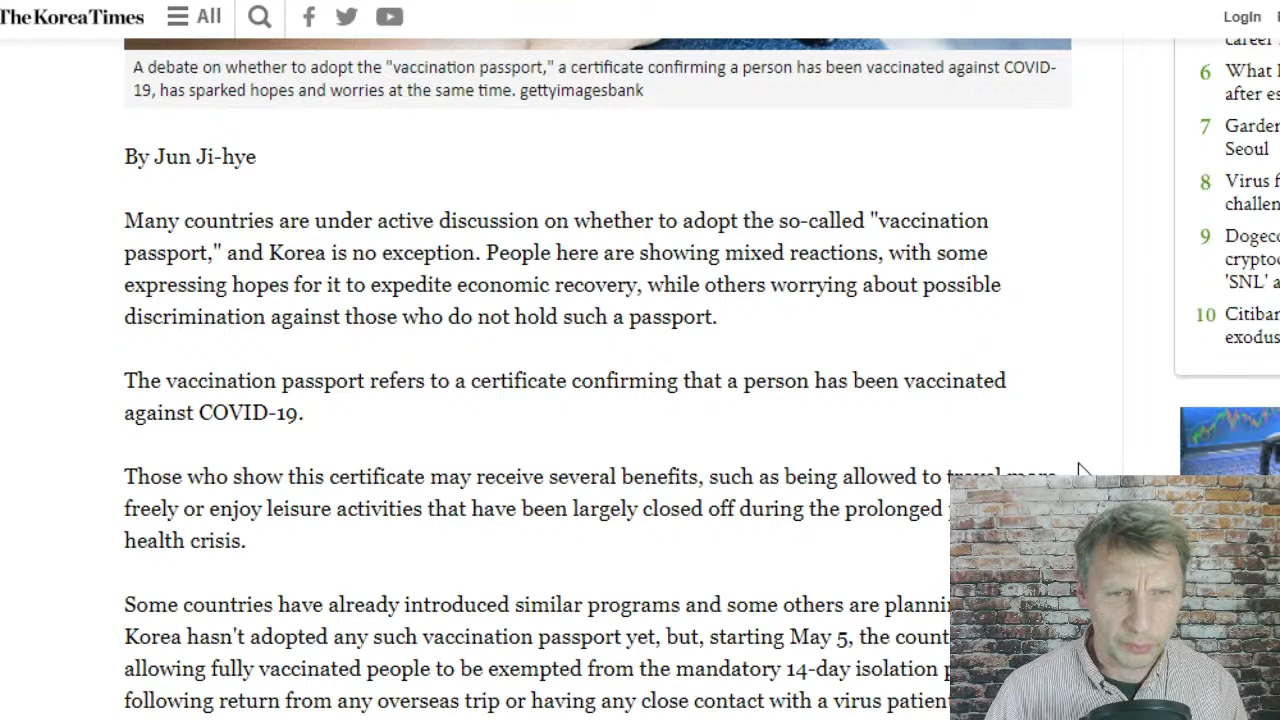 The Korea Times
All
LogIn
A debate on whether to adopt the "vaccination passport," a certificate confirming a person has been vaccinated against COVID-
19, has sparked hopes and worries at the same time. gettyimagesbank
By Jun Ji-hye
Many countries are under active discussion on whether to adopt the so-called "vaccination
passport," and Korea is no exception. People here are showing mixed reactions, with some
expressing hopes for it to expedite economic recovery, while others worrying about possible
discrimination against those who do not hold such a passport.
The vaccination passport refers to a certificate confirming that a person has been vaccinated
against COVID-19.
Those who show this certificate may receive several benefits, such as being allowed to travel more
freely or enjoy leisure activities that have been largely closed off during the prolonged
health crisis.
Some countries have already introduced similar programs and some others are
Korea hasn't adopted any such vaccination passport yet, but, starting May 5, the
allowing fully vaccinated people to be exempted from the mandatory 14-day isolation
following return from any overseas trip or having any close contact with a virus
career
6 What
after
7
Seoul
8 Virus
9
'SNL'
10
exodus